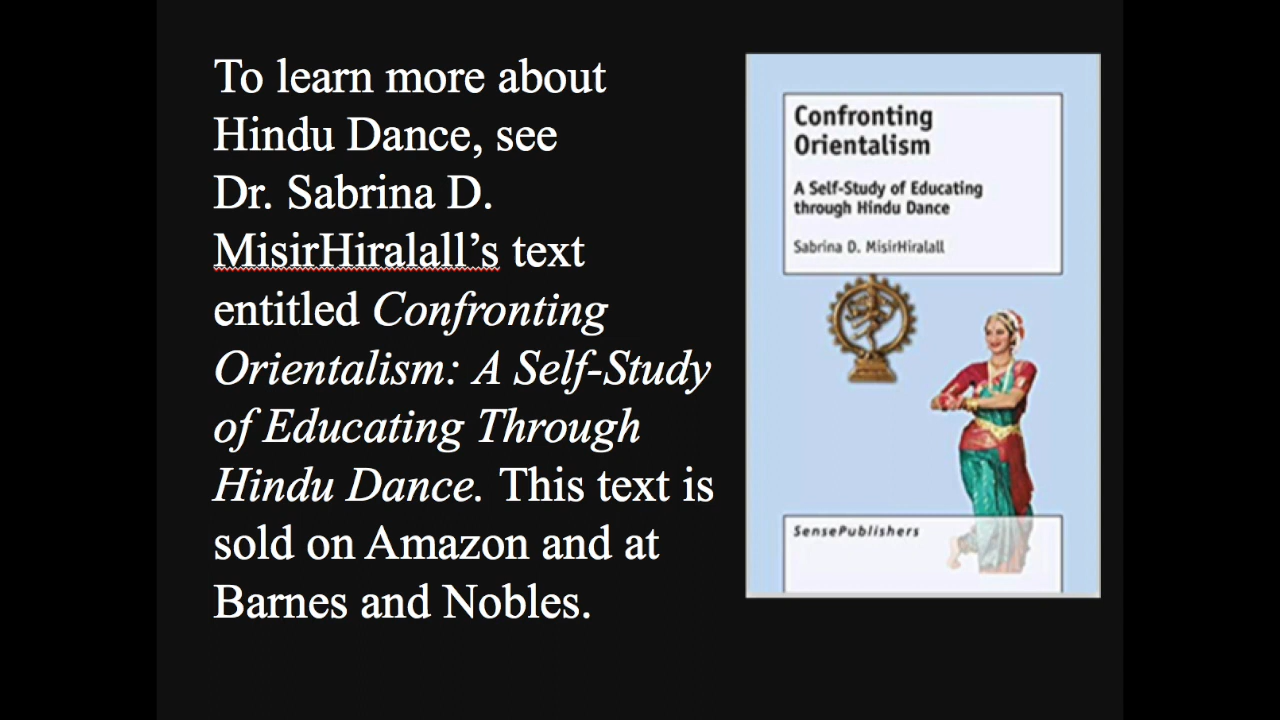 To learn more about
Hindu Dance, see
Dr. Sabrina D.
MisirHiralall’s text
entitled Confronting
Orientalism: A Self-Study
of Educating Through
Hindu Dance. This text is
sold on Amazon and at
Barnes and Nobles.
Confronting
Orientalism
A Self-Study of Educating
through Hindu Dance
Sabrina D. MisirHiralall
SensePublishers